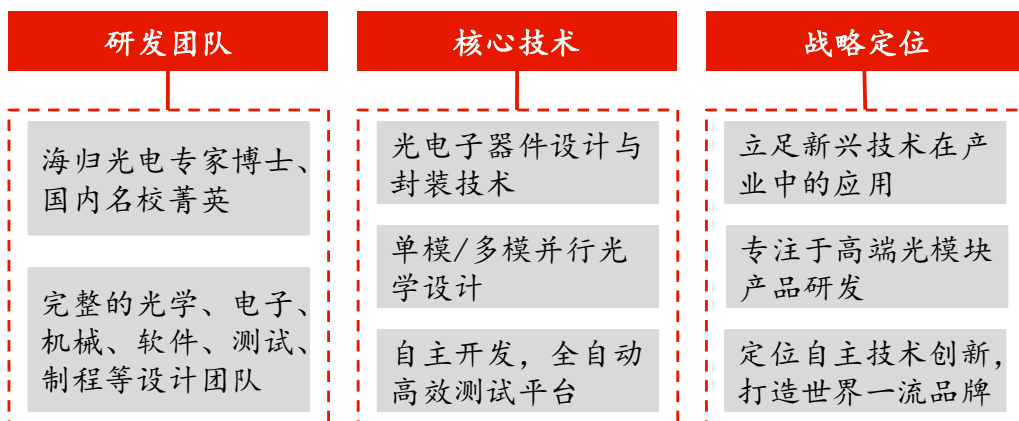 研发团队
海归光电专家博士、
国内名校菁英
完整的光学、电子、
机械、软件、测试、
制程等设计团队
核心技术
光电子器件设计与
封装技术
单模/多模并行光
学设计
自主开发，全自动
高效测试平台
战略定位
立足新兴技术在产
业中的应用
专注于高端光模块
产品研发
定位自主技术创新，
打造世界一流品牌